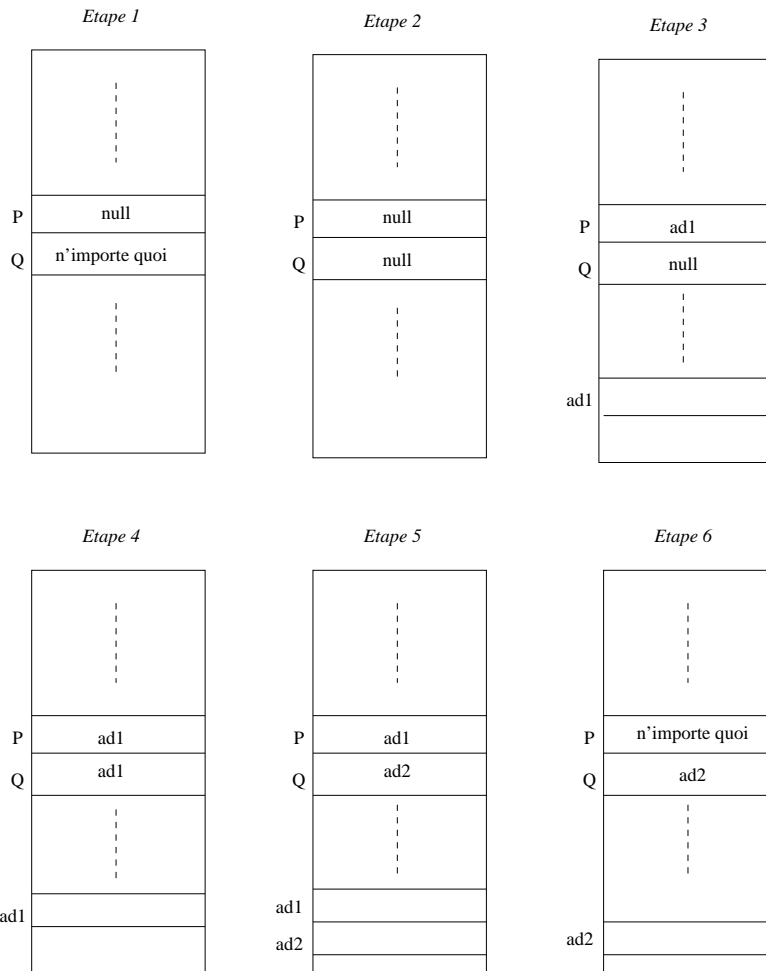 Etape 1
P null
Q n'importe quoi
Etape 2
P null
Q null
Etape 3
P ad1
Q null
ad1
Etape 4
P ad1
Q ad1
ad1
Etape 5
P ad1
Q ad2
ad1
ad2
Etape 6
P n'importe quoi
Q ad2
ad2